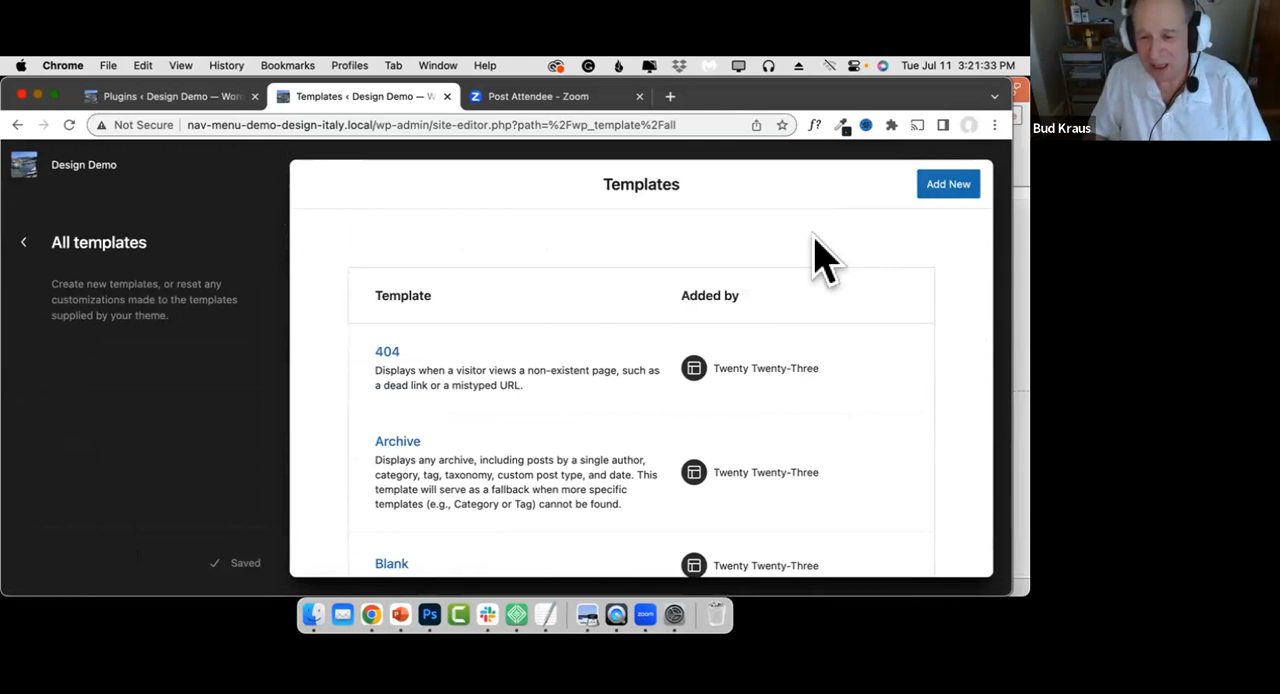 Chrome File Edit View History Bookmarks Profiles Tab Window Help Tue Jul 11 3:21:33 PM
Plugins ‹ Design Demo — Wor Templates ‹ Design Demo — W Post Attendee - Zoom
Not Secure nav-menu-demo-design-italy.local/wp-admin/site-editor.php?path=%2Fwp_template%2Fall f?
Bud Kraus
Design Demo
Templates
Add New
All templates
Create new templates, or reset any
customizations made to the templates
supplied by your theme.
Template Added by
404
Displays when a visitor views a non-existent page, such as
a dead link or a mistyped URL.
Twenty Twenty-Three
Archive
Displays any archive, including posts by a single author,
category, tag, taxonomy, custom post type, and date. This
template will serve as a fallback when more specific
templates (e.g., Category or Tag) cannot be found.
Twenty Twenty-Three
Blank
Twenty Twenty-Three
Saved
Ps zoom